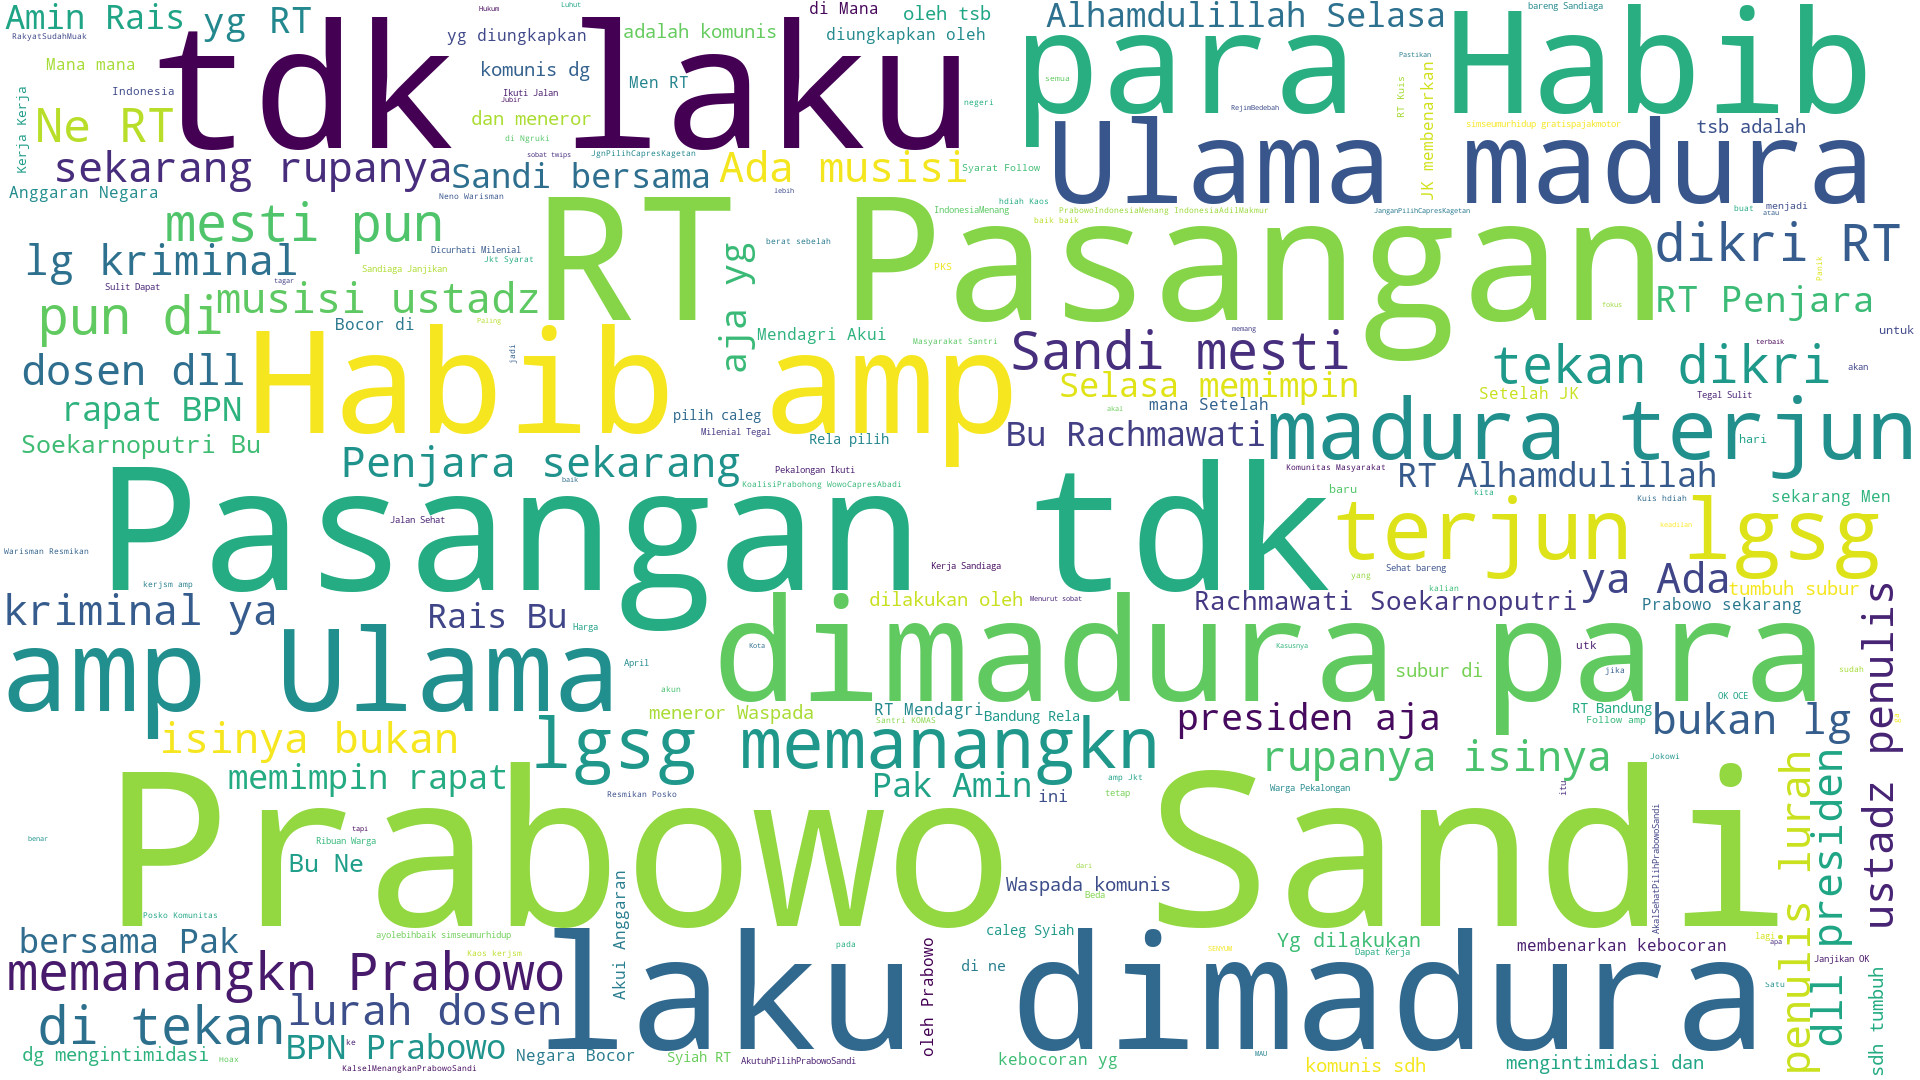 Amin Rais
yg RT
Hukum
Luhut
di Mana
oleh tsb
Alhamdulillah Selasa
bareng Sandiaga
RakyatSudahMuak
tdk laku
yg diungkapkan
adalah komunis
diungkapkan oleh
para Habib
Mana mana
komunis dg
Men RT
semua
Pastikan
Indonesia
Ikuti Jalan
Jubir
negeri
RT Kuis
RejimBedebah
Kerja Kerja
Ne RT
dan meneror
di Ngruki
JK membenarkan
simseumurhidup gratispajakmotor
tsb adalah
sekarang rupanya
sobat twips
JgnPilihCapresKagetan
Ada musisi
Syarat Follow
Ulama madura
Sandi bersama
Anggaran Negara
Neno Warisman
lebih
hdiah Kaos
mesti pun
RT Pasangan
IndonesiaMenang
PrabowoIndonesiaMenang IndonesiaAdilMakmur
baik baik
JanganPilihCapresKagetan
buat
menjadi
atau
lg kriminal
Dicurhati Milenial
Jkt Syarat
aja yg
berat sebelah
dikri RT
Sandiaga Janjikan
PKS
Panik
Sulit Dapat
tagar
musisi ustadz
fokus
RT Penjara
pun di
Bocor di
Paling
Mendagri Akui
Masyarakat Santri
memang
untuk
dosen dll
Habib amp
jadi
Sandi mesti
terbaik
tekan dikri
akan
Selasa memimpin
Setelah JK
Tegal Sulit
rapat BPN
pilih caleg
mana Setelah
akai
madura terjun
Soekarnoputri Bu
Milenial Tegal
Rela pilih
Bu Rachmawati
hari
Penjara sekarang
Pekalongan Ikuti
Komunitas Masyarakat
RT Alhamdulillah
baik
KoalisiPrabohong WowoCapresAbadi
baru
kita
Kuis hdiah
sekarang Men
Pasangan tdk
Jalan Sehat
terjun lgsg
keadilan
Warisman Resmikan
Kerja Sandiaga
Sehat bareng
kerjsm amp
yang
kalian
ya Ada
tumbuh subur
kriminal ya
Rais Bu
dilakukan oleh
Menurut sobat
Rachmawati Soekarnoputri
Prabowo sekarang
ustadz penulis
Harga
amp Ulama
dimadura para
Kota
Kasusnya
utk
April
subur di
jika
sudah
akun
OK OCE
meneror Waspada
RT Mendagri
Bandung Rela
Santri KOMAS
presiden aja
RT Bandung
Follow amp
bukan lg
isinya bukan
lgsg memanangkn
rupanya isinya
Jokowi
penulis lurah
dll presiden
memimpin rapat
Pak Amin
amp Jkt
tetap
ini
Resmikan Posko
Warga Pekalongan
itu
Prabowo Sandi
tapi
benar
Ribuan Warga
AkalSehatPilihPrabowoSandi
Bu Ne
dari
Waspada komunis
Beda
Akui Anggaran
Posko Komunitas
bersama Pak
ayolebihbaik simseumurhidup
pada
caleg Syiah
Yg dilakukan
Dapat Kerja
membenarkan kebocoran
lagi
apa
Kaos kerjsm
SENYUM
oleh Prabowo
di ne
Janjikan OK
memanangkn Prabowo
laku dimadura
Satu
sdh tumbuh
di tekan
lurah dosen
BPN Prabowo
ke
dg mengintimidasi
Hoax
Negara Bocor
Syiah RT
AkutuhPilihPrabowoSandi
kebocoran yg
MAU
komunis sdh
mengintimidasi dan
KalselMenangkanPrabowoSandi